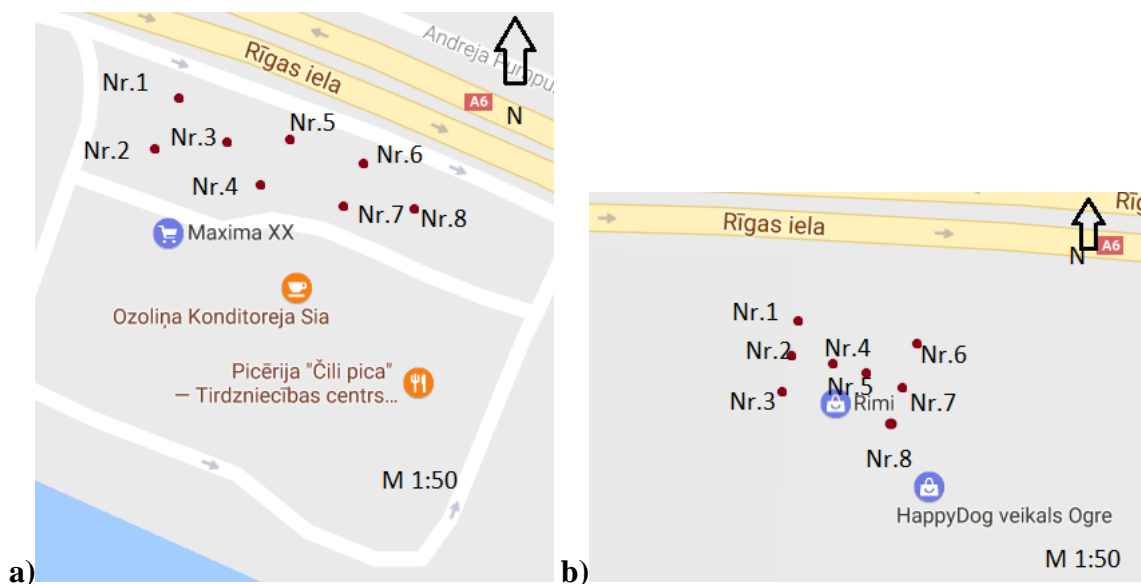 Andreja Pumpu
Rīgas iela
A6
N
Nr.1
Nr.2
Nr.3
Nr.5
Nr.6
Nr.4
Nr.7
Nr.8
Maxima XX
Ozoliņa Konditoreja Sia
Picērija "Čili pica"
– Tirdzniecības centrs...
M 1:50
a)
Rīgas iela
Rīg
A6
N
Nr.1
Nr.2
Nr.4
Nr.6
Nr.3
Nr.5
Rimi
Nr.7
Nr.8
HappyDog veikals Ogre
M 1:50
b)